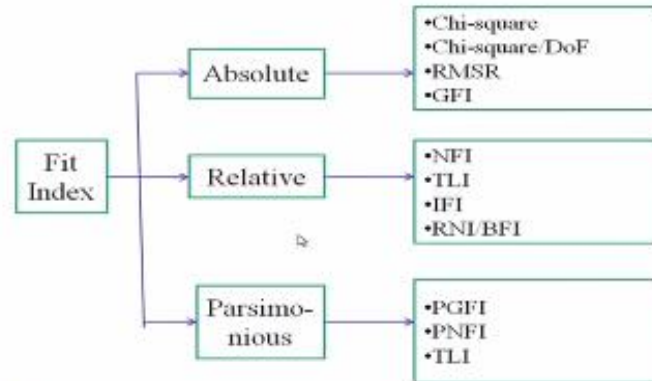 Fit
Index
Absolute
•Chi-square
•Chi-square/DoF
•RMSR
•GFI
Relative
•NFI
•TLI
•IFI
•RNI/BFI
Parsimo-
nious
•PGFI
•PNFI
•TLI